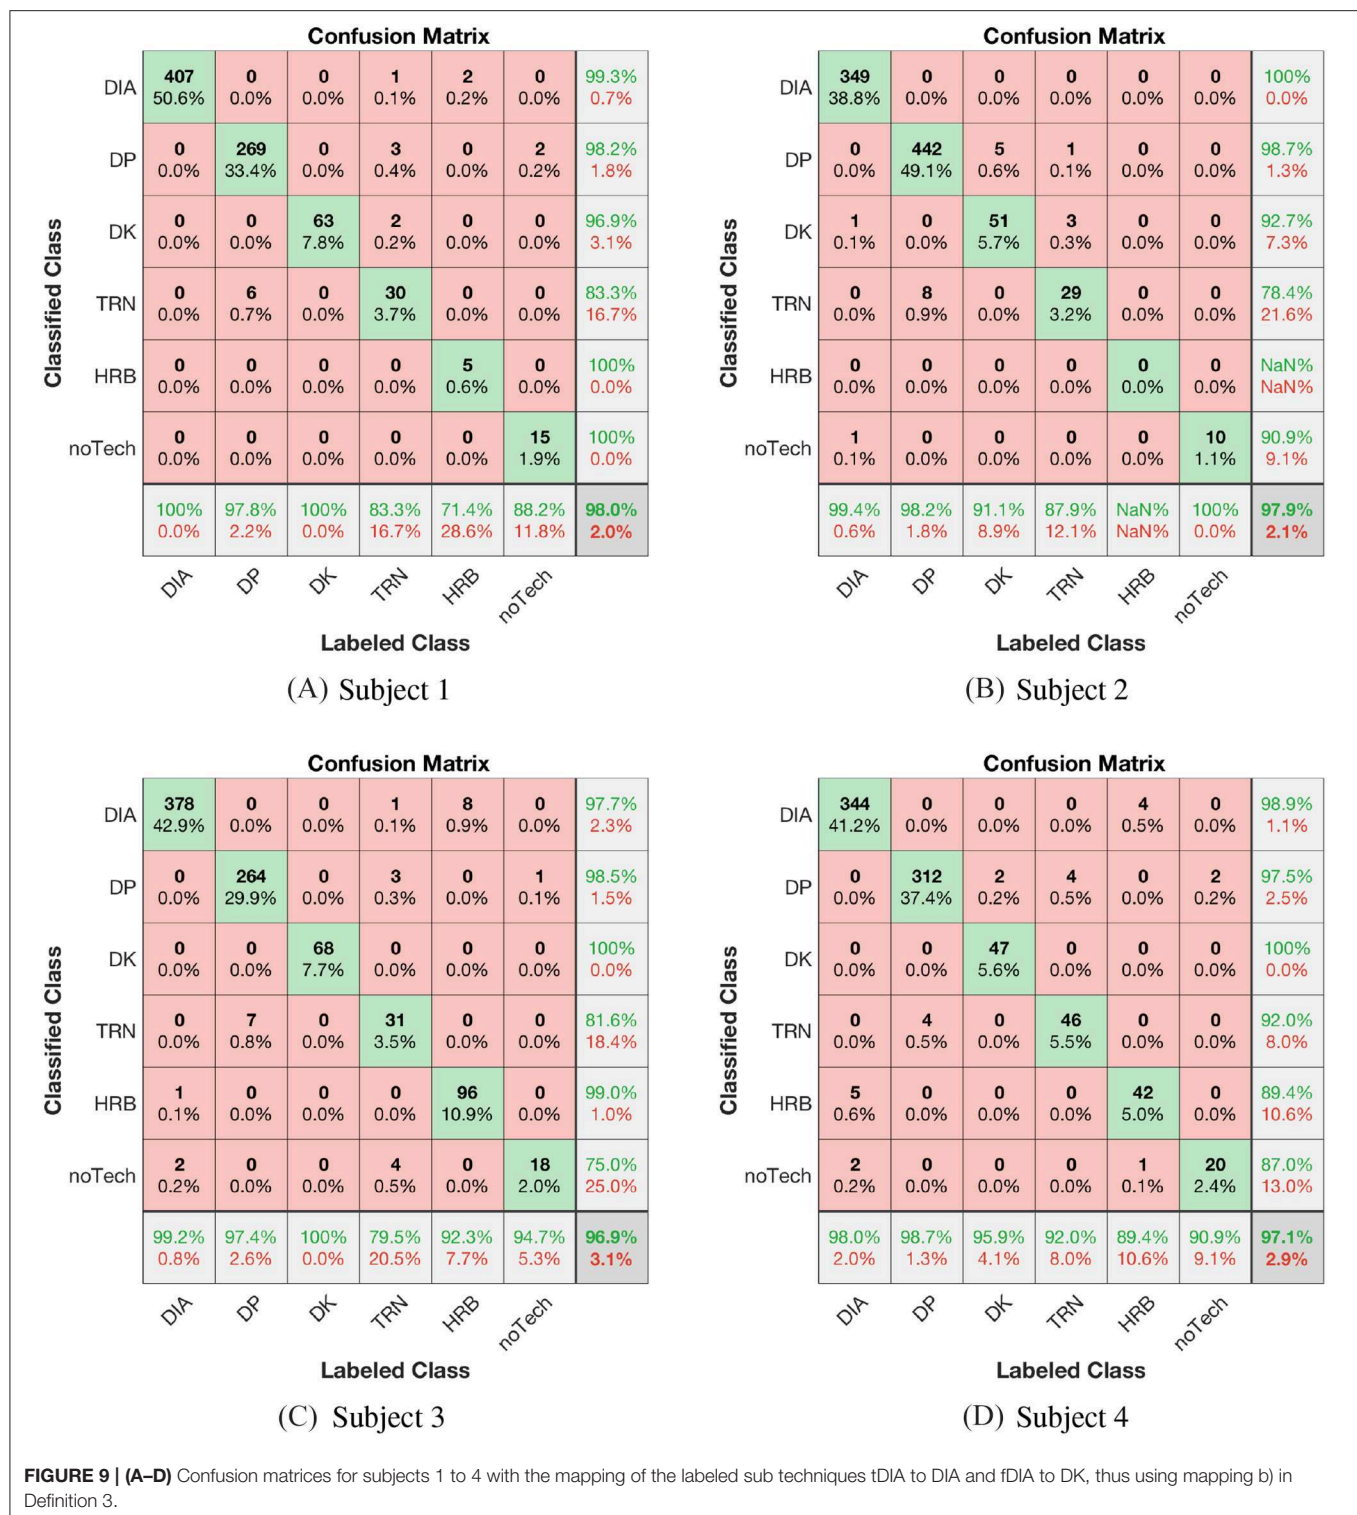 Confusion Matrix
DIA 407 0 0 1 2 0 99.3%
50.6% 0.0% 0.0% 0.1% 0.2% 0.0% 0.7%
DP 0 269 0 3 0 2 98.2%
0.0% 33.4% 0.0% 0.4% 0.0% 0.2% 1.8%
DK 0 0 63 2 0 0 96.9%
0.0% 0.0% 7.8% 0.2% 0.0% 0.0% 3.1%
TRN 0 6 0 30 0 0 83.3%
0.0% 0.7% 0.0% 3.7% 0.0% 0.0% 16.7%
HRB 0 0 0 0 5 0 100%
0.0% 0.0% 0.0% 0.0% 0.6% 0.0% 0.0%
noTech 0 0 0 0 0 15 100%
0.0% 0.0% 0.0% 0.0% 0.0% 1.9% 0.0%
100% 97.8% 100% 83.3% 71.4% 88.2% 98.0%
0.0% 2.2% 0.0% 16.7% 28.6% 11.8% 2.0%
DIA DP DK TRN HRB noTech
Classified Class
Labeled Class
(A) Subject 1
Confusion Matrix
DIA 349 0 0 0 0 0 100%
38.8% 0.0% 0.0% 0.0% 0.0% 0.0% 0.0%
DP 0 442 5 1 0 0 98.7%
0.0% 49.1% 0.6% 0.1% 0.0% 0.0% 1.3%
DK 1 0 51 3 0 0 92.7%
0.1% 0.0% 5.7% 0.3% 0.0% 0.0% 7.3%
TRN 0 8 0 29 0 0 78.4%
0.0% 0.9% 0.0% 3.2% 0.0% 0.0% 21.6%
HRB 0 0 0 0 0 0 NaN%
0.0% 0.0% 0.0% 0.0% 0.0% 0.0% NaN%
noTech 1 0 0 0 0 10 90.9%
0.1% 0.0% 0.0% 0.0% 0.0% 1.1% 9.1%
99.4% 98.2% 91.1% 87.9% NaN% 100% 97.9%
0.6% 1.8% 8.9% 12.1% NaN% 0.0% 2.1%
DIA DP DK TRN HRB noTech
Classified Class
Labeled Class
(B) Subject 2
Confusion Matrix
DIA 378 0 0 1 8 0 97.7%
42.9% 0.0% 0.0% 0.1% 0.9% 0.0% 2.3%
DP 0 264 0 3 0 1 98.5%
0.0% 29.9% 0.0% 0.3% 0.0% 0.1% 1.5%
DK 0 0 68 0 0 0 100%
0.0% 0.0% 7.7% 0.0% 0.0% 0.0% 0.0%
TRN 0 7 0 31 0 0 81.6%
0.0% 0.8% 0.0% 3.5% 0.0% 0.0% 18.4%
HRB 1 0 0 0 96 0 99.0%
0.1% 0.0% 0.0% 0.0% 10.9% 0.0% 1.0%
noTech 2 0 0 4 0 18 75.0%
0.2% 0.0% 0.0% 0.5% 0.0% 2.0% 25.0%
99.2% 97.4% 100% 79.5% 92.3% 94.7% 96.9%
0.8% 2.6% 0.0% 20.5% 7.7% 5.3% 3.1%
DIA DP DK TRN HRB noTech
Classified Class
Labeled Class
(C) Subject 3
Confusion Matrix
DIA 344 0 0 0 4 0 98.9%
41.2% 0.0% 0.0% 0.0% 0.5% 0.0% 1.1%
DP 0 312 2 4 0 2 97.5%
0.0% 37.4% 0.2% 0.5% 0.0% 0.2% 2.5%
DK 0 0 47 0 0 0 100%
0.0% 0.0% 5.6% 0.0% 0.0% 0.0% 0.0%
TRN 0 4 0 46 0 0 92.0%
0.0% 0.5% 0.0% 5.5% 0.0% 0.0% 8.0%
HRB 5 0 0 0 42 0 89.4%
0.6% 0.0% 0.0% 0.0% 5.0% 0.0% 10.6%
noTech 2 0 0 0 1 20 87.0%
0.2% 0.0% 0.0% 0.0% 0.1% 2.4% 13.0%
98.0% 98.7% 95.9% 92.0% 89.4% 90.9% 97.1%
2.0% 1.3% 4.1% 8.0% 10.6% 9.1% 2.9%
DIA DP DK TRN HRB noTech
Classified Class
Labeled Class
(D) Subject 4
FIGURE 9 | (A–D) Confusion matrices for subjects 1 to 4 with the mapping of the labeled sub techniques tDIA to DIA and fDIA to DK, thus using mapping b) in
Definition 3.